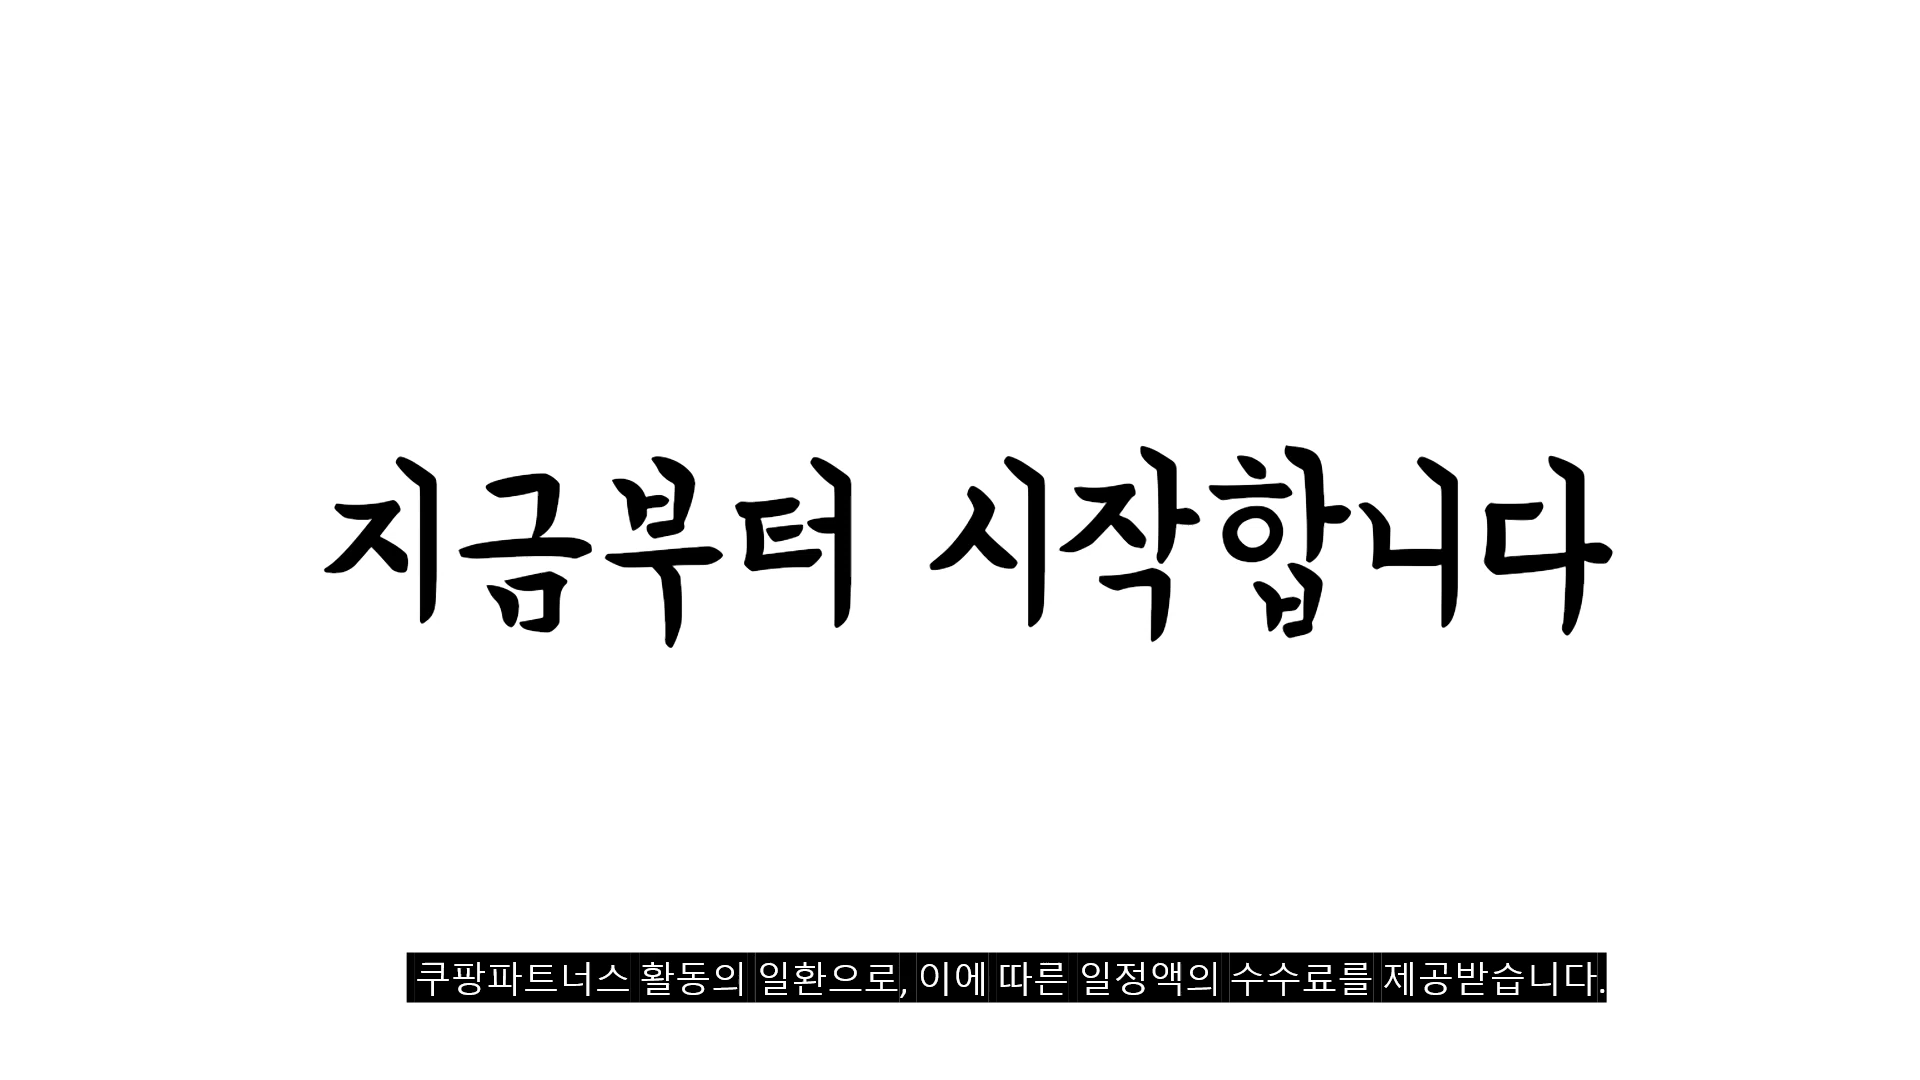 지금부터 시작합니다
쿠팡파트너스 활동의 일환으로, 이에 따른 일정액의 수수료를 제공받습니다.